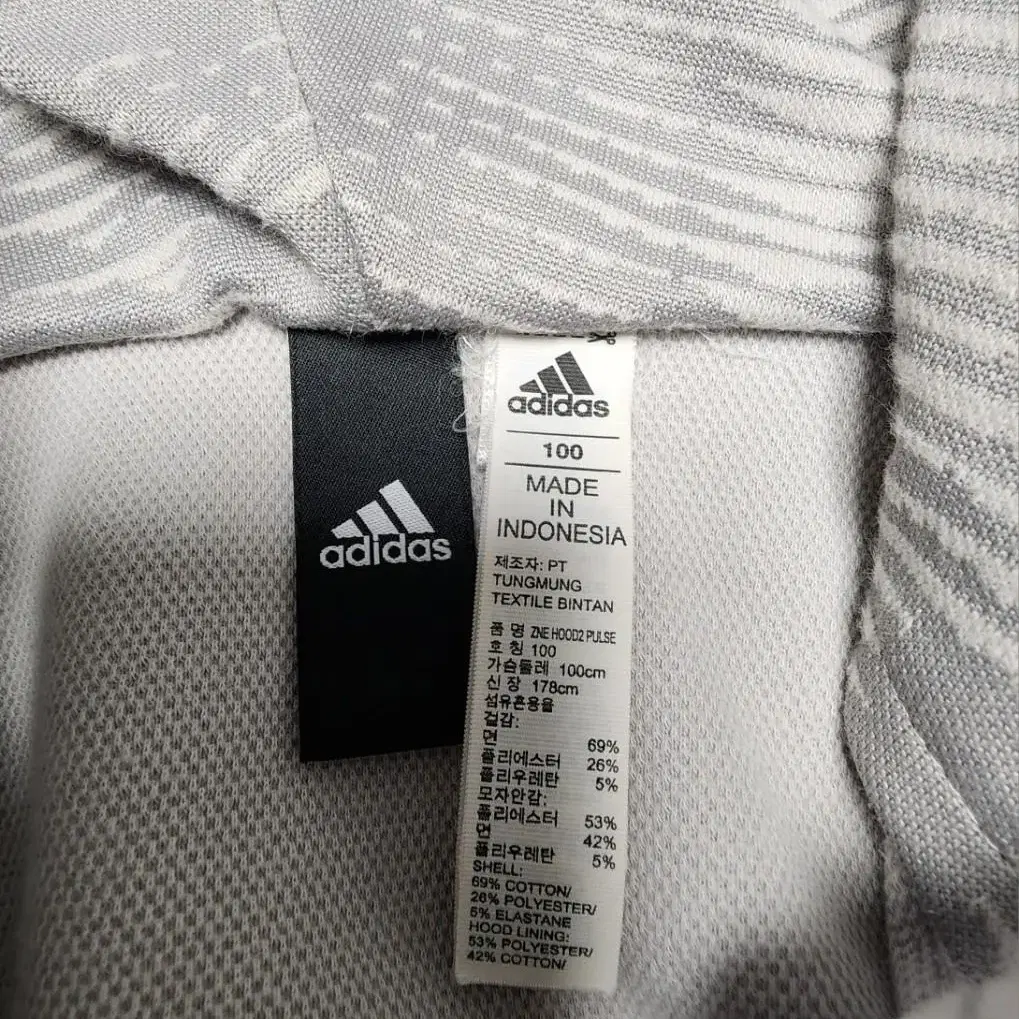 adidas
adidas
100
MADE
IN
INDONESIA
제조자: PT
TUNGMUNG
TEXTILE BINTAN
품 명 ZNE HOOD2 PULSE
호 칭 100
가슴둘레 100cm
신 장 178cm
섬유혼용율
겉감:
면 69%
폴리에스터 26%
폴리우레탄 5%
모자안감:
폴리에스터 53%
면 42%
폴리우레탄 5%
SHELL:
69% COTTON/
26% POLYESTER/
5% ELASTANE
HOOD LINING:
53% POLYESTER/
42% COTTON/